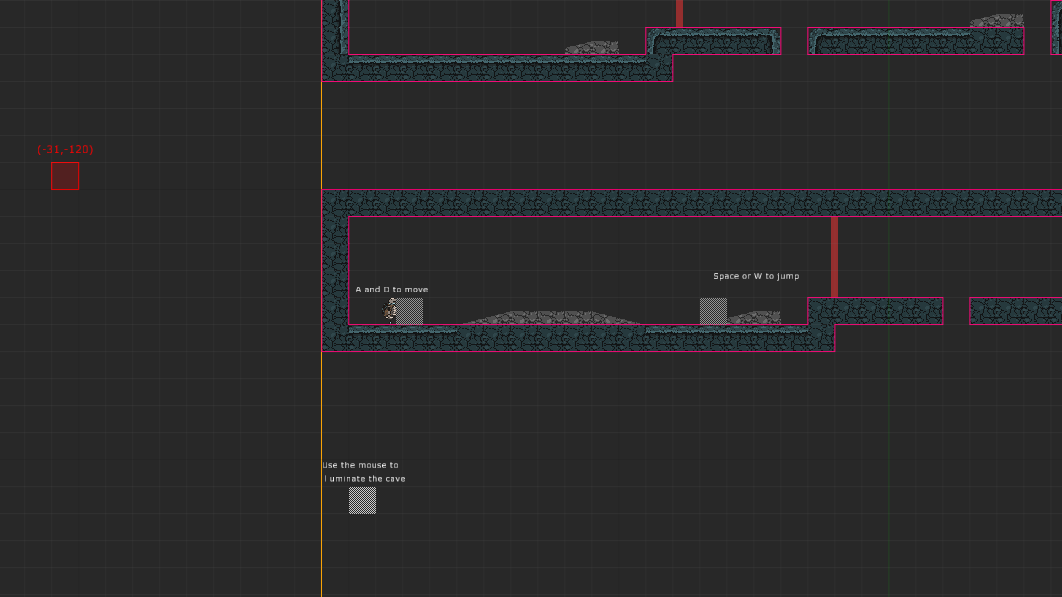 (-31,-120)
Space or W to jump
A and D to move
Use the mouse to
l uminate the cave